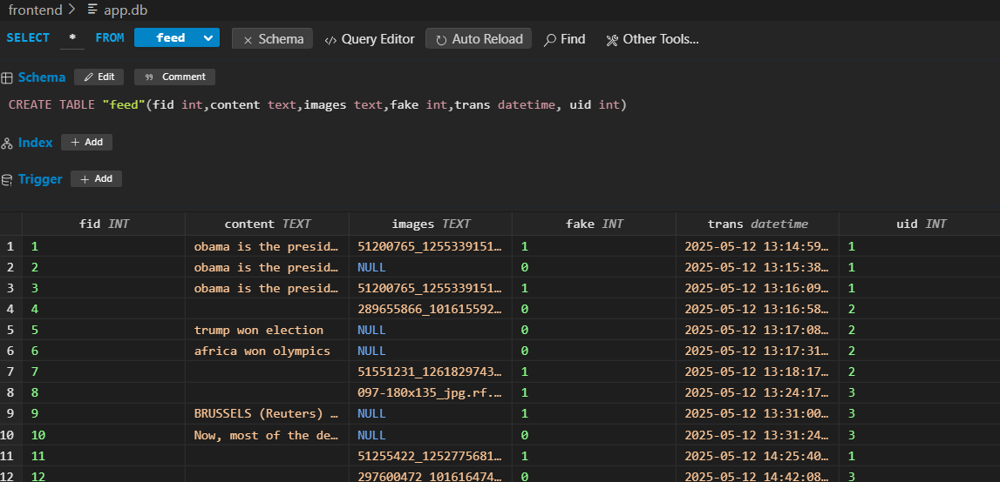 frontend > app.db
SELECT * FROM feed Schema Query Editor Auto Reload Find Other Tools...
Schema Edit Comment
CREATE TABLE "feed"(fid int,content text,images text,fake int,trans datetime, uid int)
Index + Add
Trigger + Add
fid INT content TEXT images TEXT fake INT trans datetime uid INT
1 1 obama is the presid... 51200765_1255339151... 1 2025-05-12 13:14:59... 1
2 2 obama is the presid... NULL 0 2025-05-12 13:15:38... 1
3 3 obama is the presid... 51200765_1255339151... 1 2025-05-12 13:16:09... 1
4 4 289655866_101615592... 0 2025-05-12 13:16:58... 2
5 5 trump won election NULL 0 2025-05-12 13:17:08... 2
6 6 africa won olympics NULL 0 2025-05-12 13:17:31... 2
7 7 51551231_1261829743... 1 2025-05-12 13:18:17... 2
8 8 097-180x135_jpg.rf.... 1 2025-05-12 13:24:17... 3
9 9 BRUSSELS (Reuters) ... NULL 1 2025-05-12 13:31:00... 3
10 10 Now, most of the de... NULL 0 2025-05-12 13:31:24... 3
11 11 51255422_1252775681... 1 2025-05-12 14:25:40... 1
12 12 297600472_101616474... 0 2025-05-12 14:42:08... 3